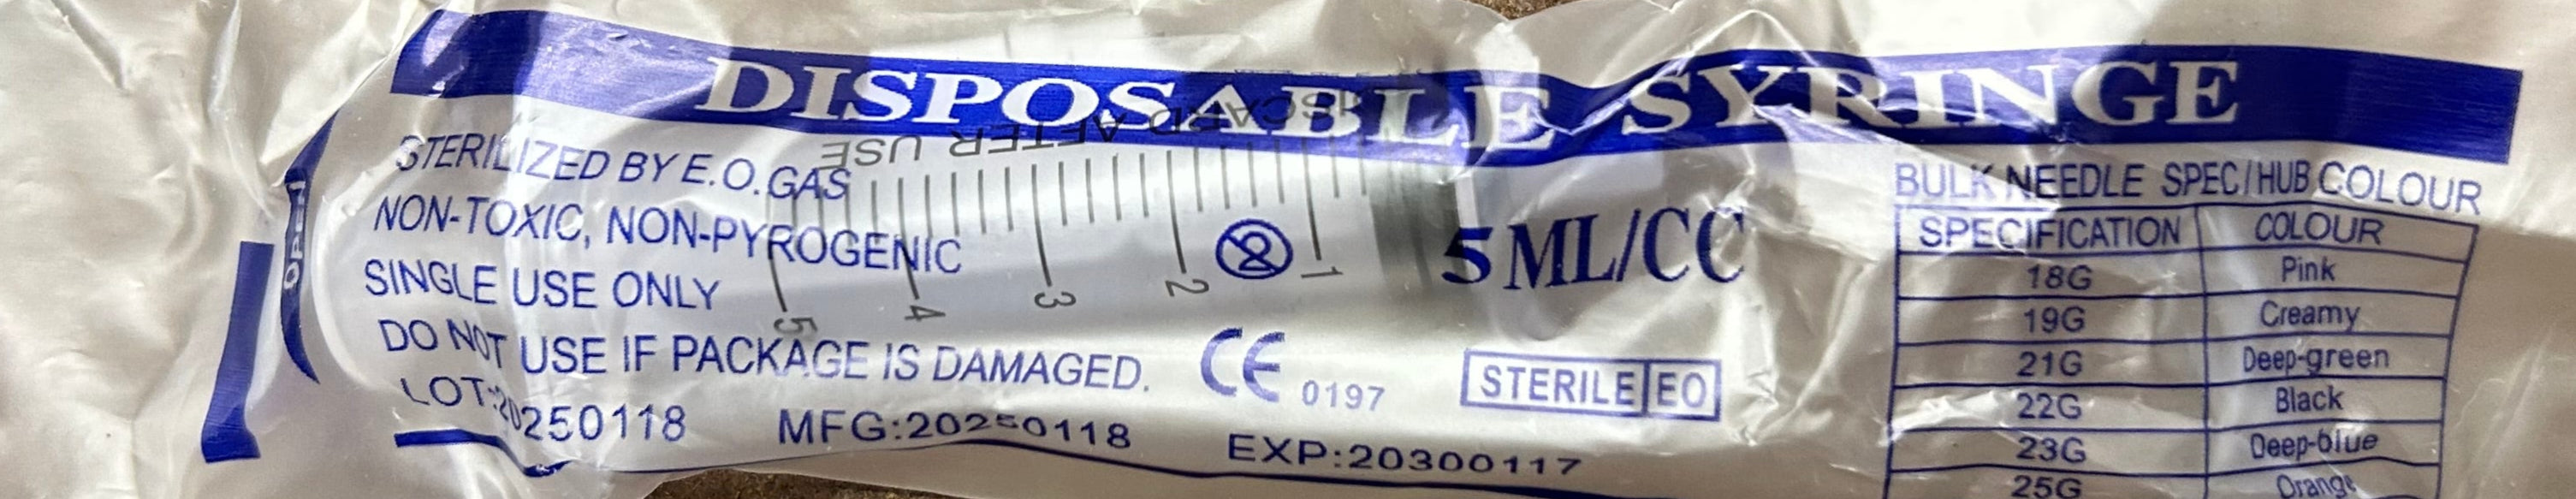 DISPOSABLE SYRINGE
OPEN
STERILIZED BY E.O.GAS
NON-TOXIC, NON-PYROGENIC
SINGLE USE ONLY
DO NOT USE IF PACKAGE IS DAMAGED.
LOT:20250118 MFG:20250118 EXP:20300117
DISCARD AFTER USE
5 4 3 2 1
2
5ML/CC
CE 0197
STERILE EO
BULK NEEDLE SPEC/HUB COLOUR
SPECIFICATION COLOUR
18G Pink
19G Creamy
21G Deep-green
22G Black
23G Deep-blue
25G Orange